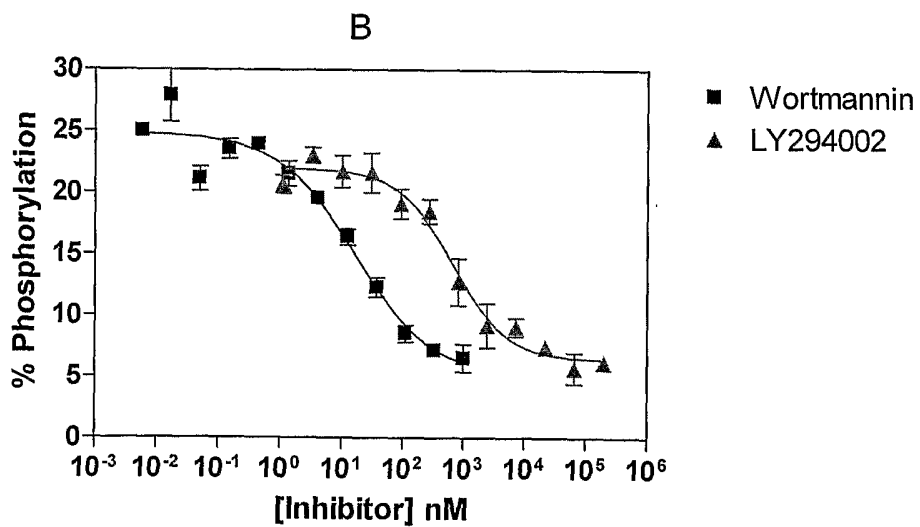 B
30
25
20
15
10
5
0
% Phosphorylation
10⁻³ 10⁻² 10⁻¹ 10⁰ 10¹ 10² 10³ 10⁴ 10⁵ 10⁶
[Inhibitor] nM
Wortmannin
LY294002